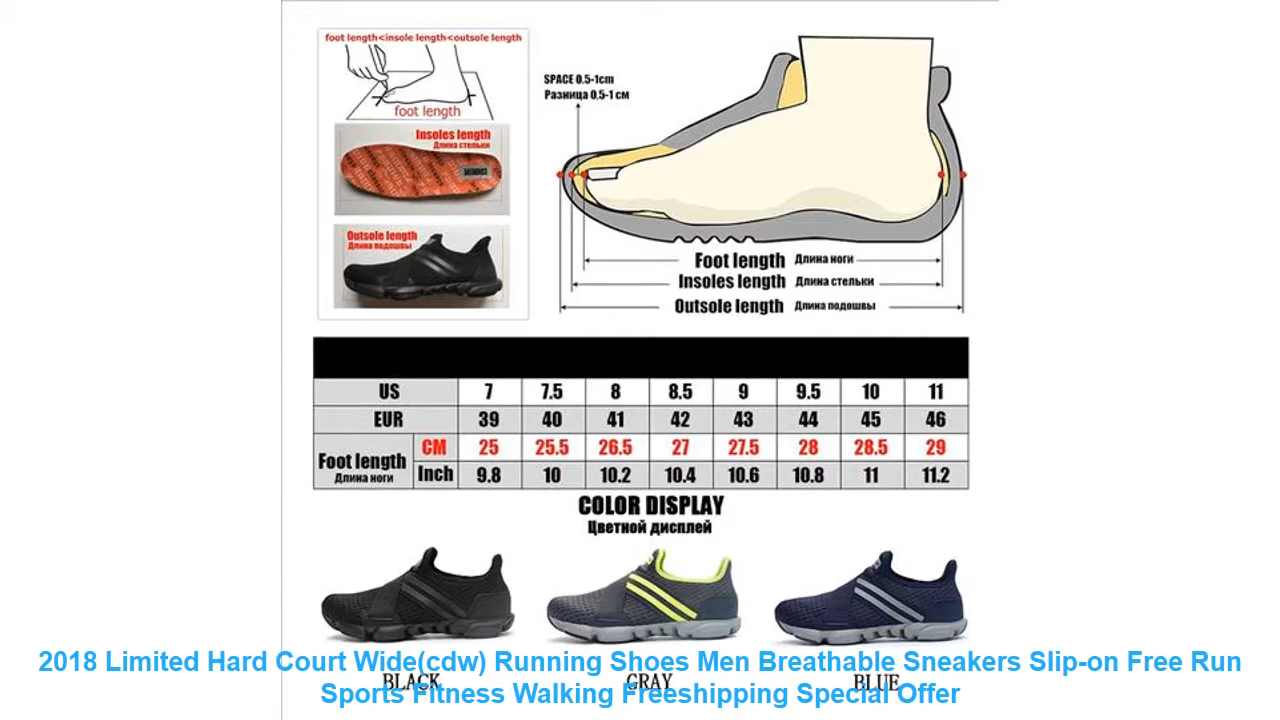 foot length<insole length<outsole length
foot length
Insoles length
Длина стельки
Outsole length
Длина подошвы
SPACE 0.5-1cm
Разница 0,5-1 см
Foot length Длина ноги
Insoles length Длина стельки
Outsole length Длина подошвы
US 7 7.5 8 8.5 9 9.5 10 11
EUR 39 40 41 42 43 44 45 46
Foot length
Длина ноги
CM 25 25.5 26.5 27 27.5 28 28.5 29
Inch 9.8 10 10.2 10.4 10.6 10.8 11 11.2
COLOR DISPLAY
Цветной дисплей
BLACK GRAY BLUE
2018 Limited Hard Court Wide(cdw) Running Shoes Men Breathable Sneakers Slip-on Free Run
Sports Fitness Walking Freeshipping Special Offer